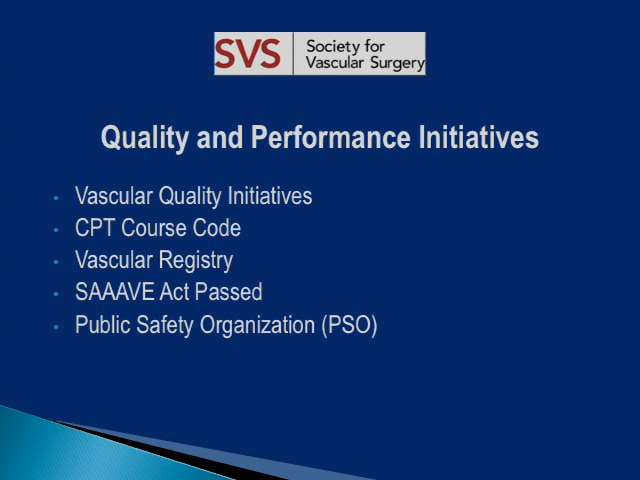 SVS
Society for
Vascular Surgery
Quality and Performance Initiatives
• Vascular Quality Initiatives
• CPT Course Code
• Vascular Registry
• SAAAVE Act Passed
• Public Safety Organization (PSO)